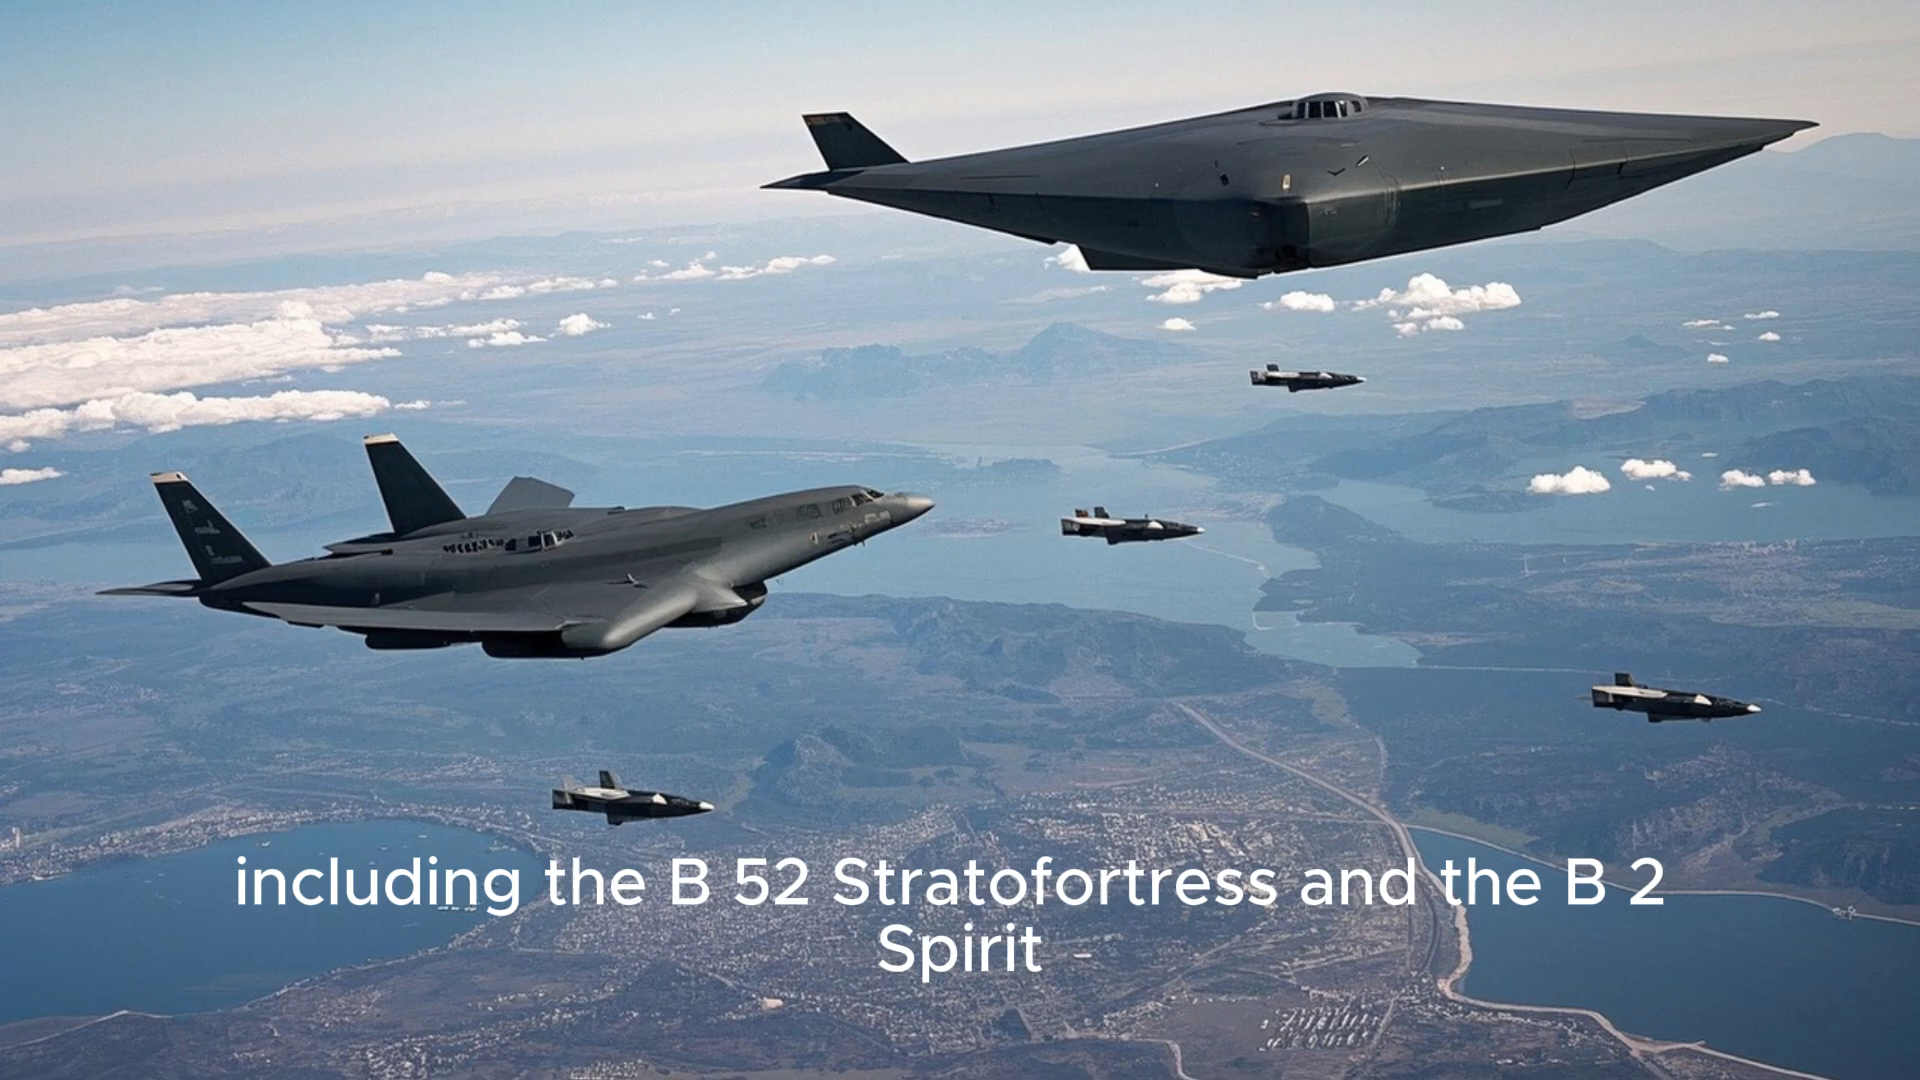 including the B 52 Stratofortress and the B 2
Spirit